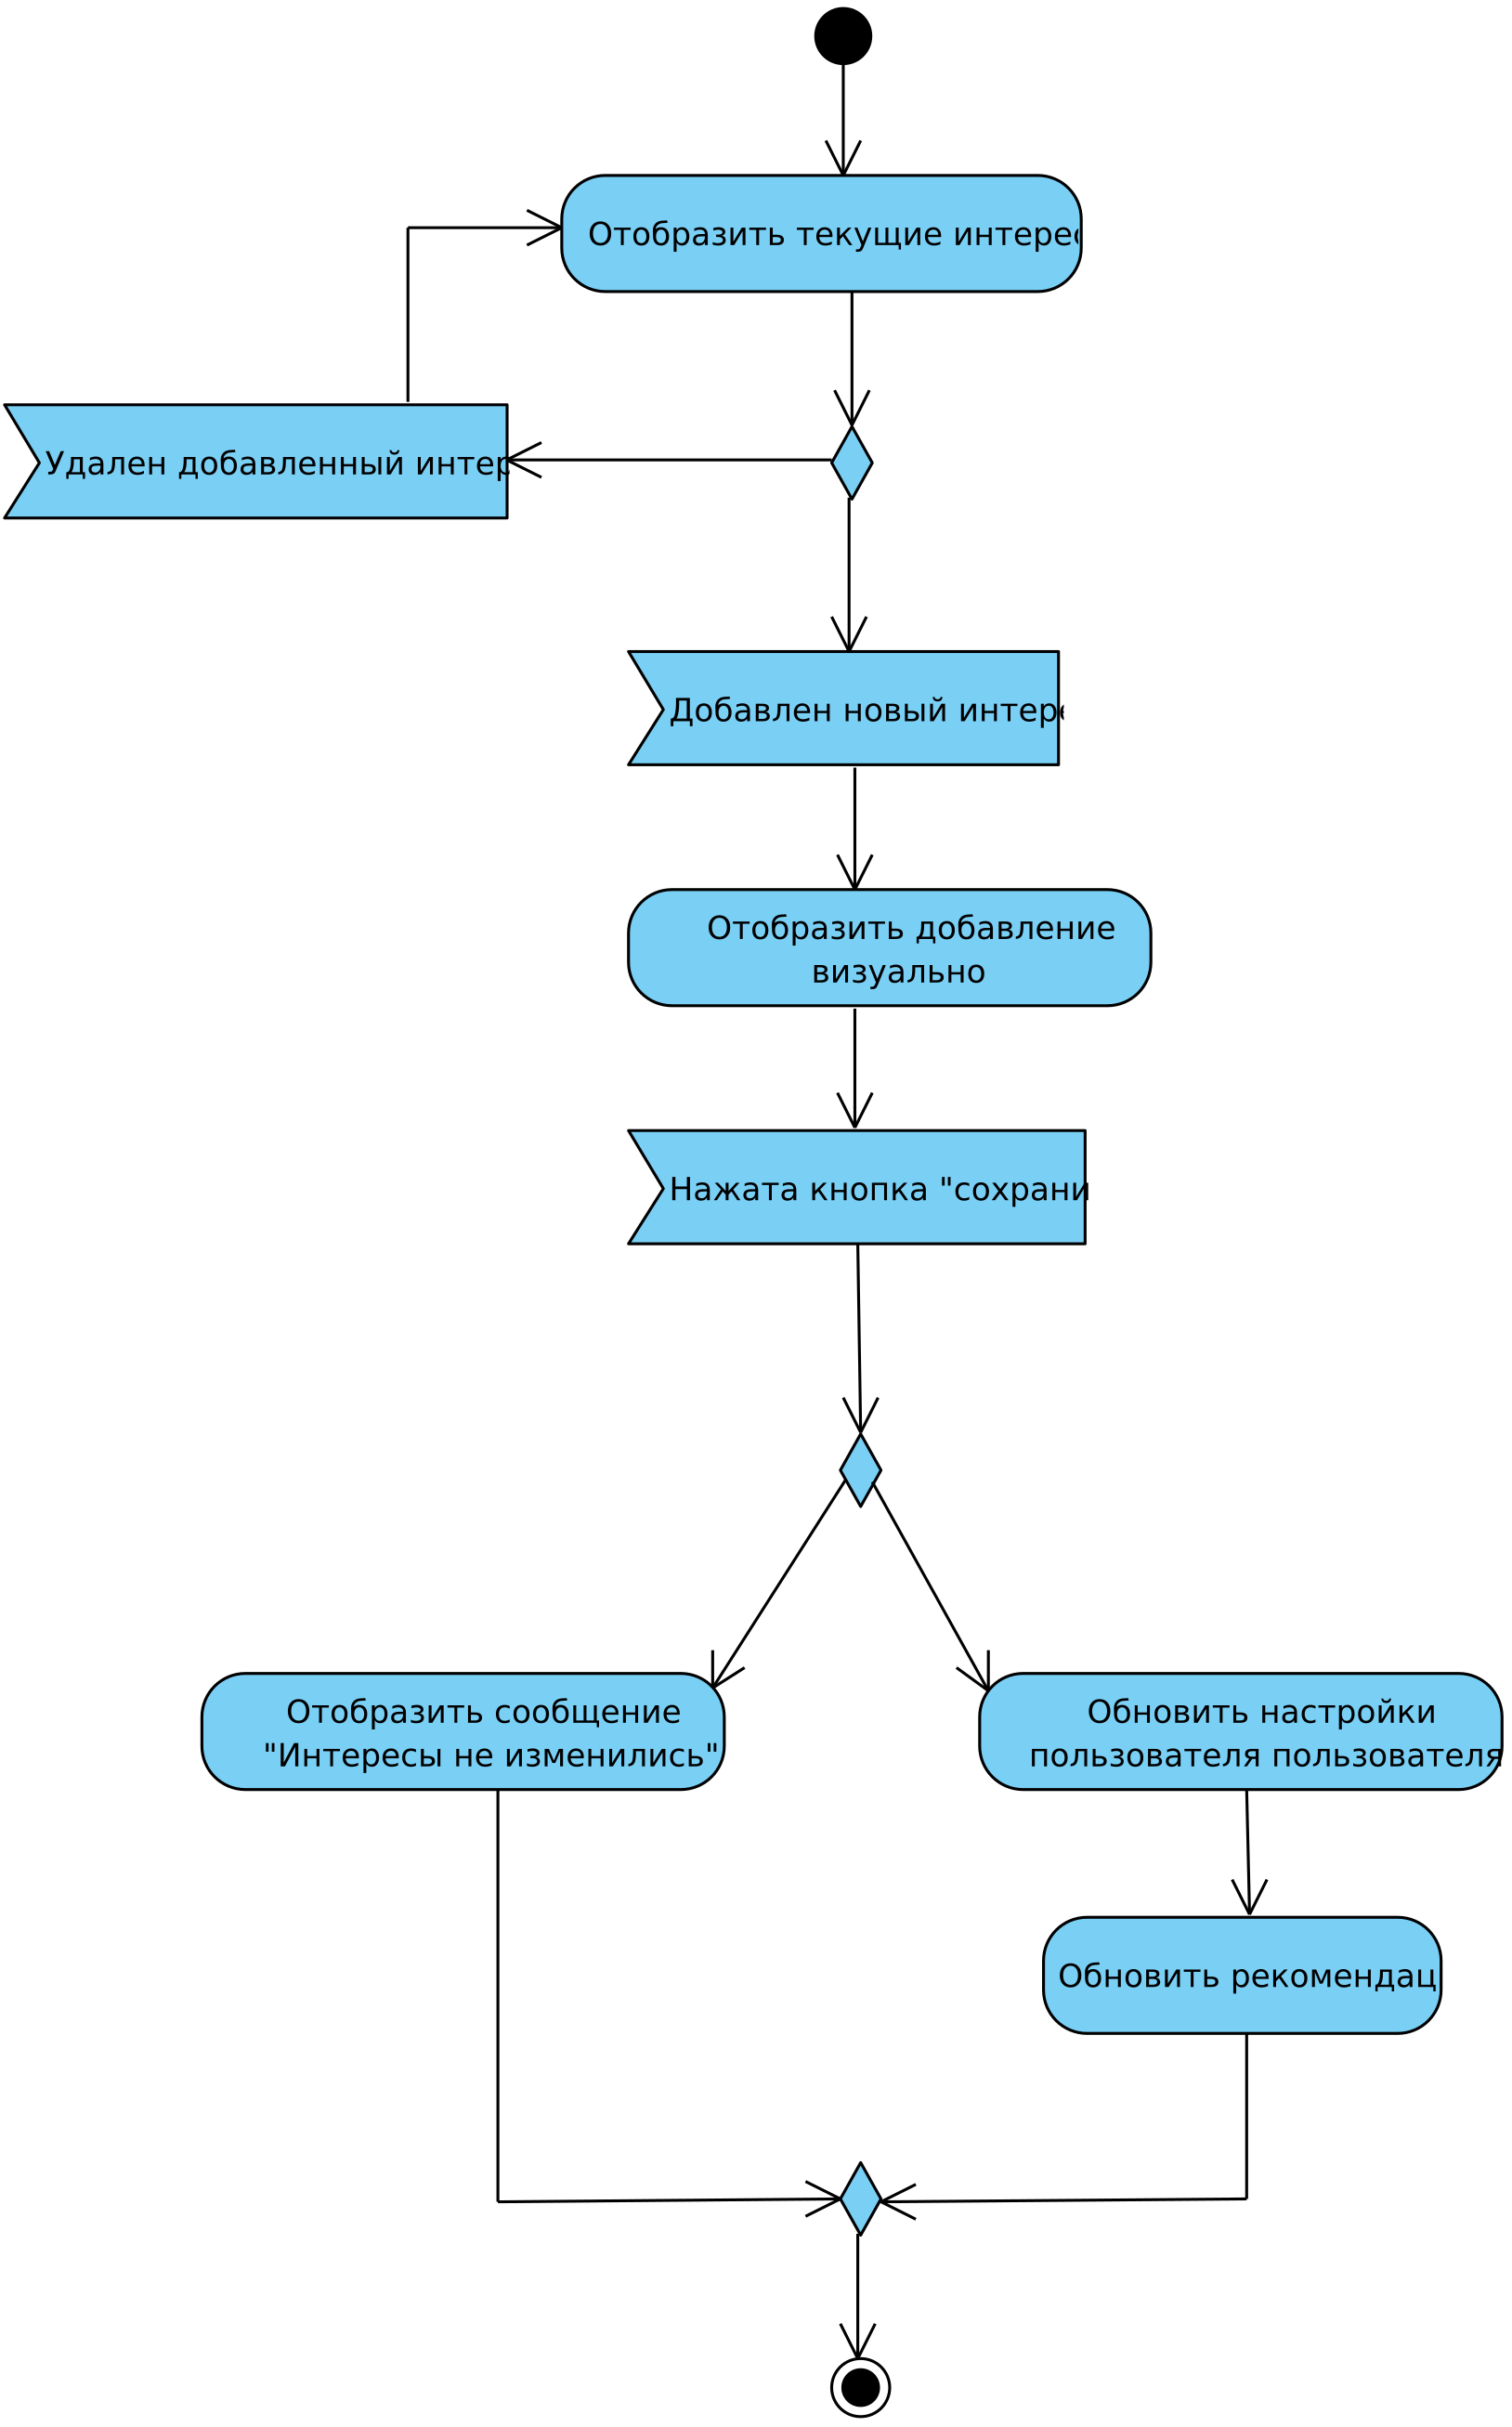 Отобразить текущие интерес
Удален добавленный интер
Добавлен новый интере
Отобразить добавление
визуально
Нажата кнопка "сохрани
Отобразить сообщение
"Интересы не изменились"
Обновить настройки
пользователя пользователя
Обновить рекомендац